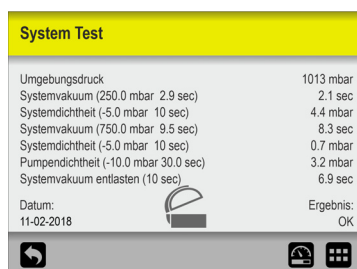 System Test
Umgebungsdruck 1013 mbar
Systemvakuum (250.0 mbar 2.9 sec) 2.1 sec
Systemdichtheit (-5.0 mbar 10 sec) 4.4 mbar
Systemvakuum (750.0 mbar 9.5 sec) 8.3 sec
Systemdichtheit (-5.0 mbar 10 sec) 0.7 mbar
Pumpendichtheit (-10.0 mbar 30.0 sec) 3.2 mbar
Systemvakuum entlasten (10 sec) 6.9 sec
Datum: Ergebnis:
11-02-2018 OK